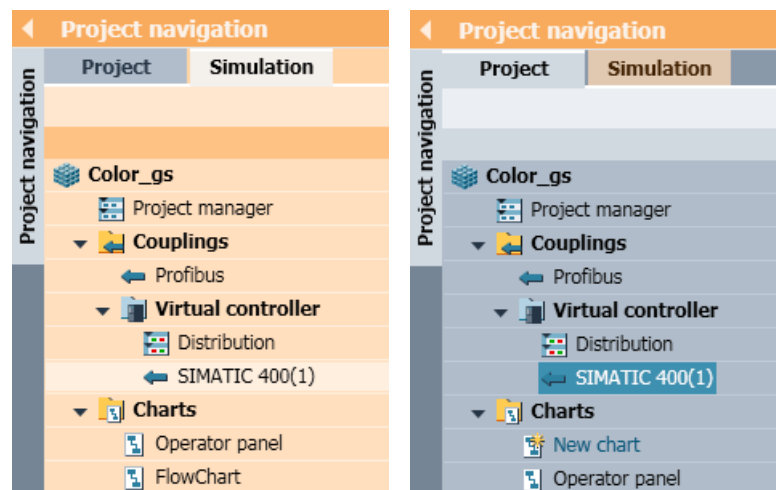 Project navigation
Project navigation
Project Simulation
Color_gs
Project manager
Couplings
Profibus
Virtual controller
Distribution
SIMATIC 400(1)
Charts
Operator panel
FlowChart
Project navigation
Project navigation
Project Simulation
Color_gs
Project manager
Couplings
Profibus
Virtual controller
Distribution
SIMATIC 400(1)
Charts
New chart
Operator panel